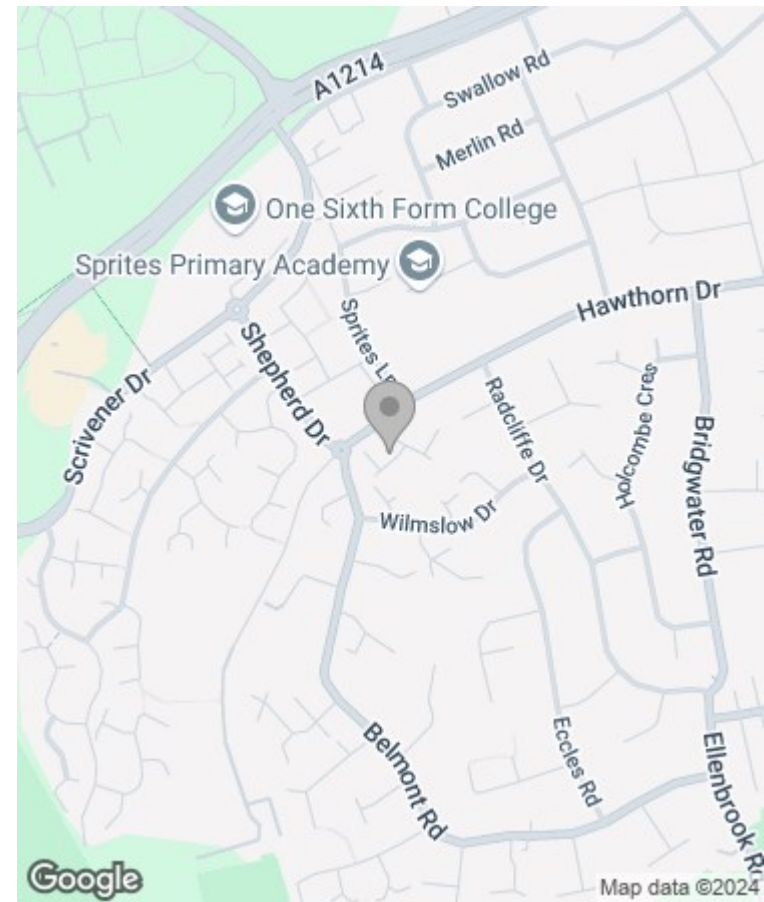 A1214
Swallow Rd
Merlin Rd
One Sixth Form College
Sprites Primary Academy
Hawthorn Dr
Sprites Ln
Shepherd Dr
Scrivener Dr
Radcliffe Dr
Holcombe Cres
Bridgwater Rd
Wilmslow Dr
Belmont Rd
Eccles Rd
Ellenbrook Rd
Google
Map data ©2024